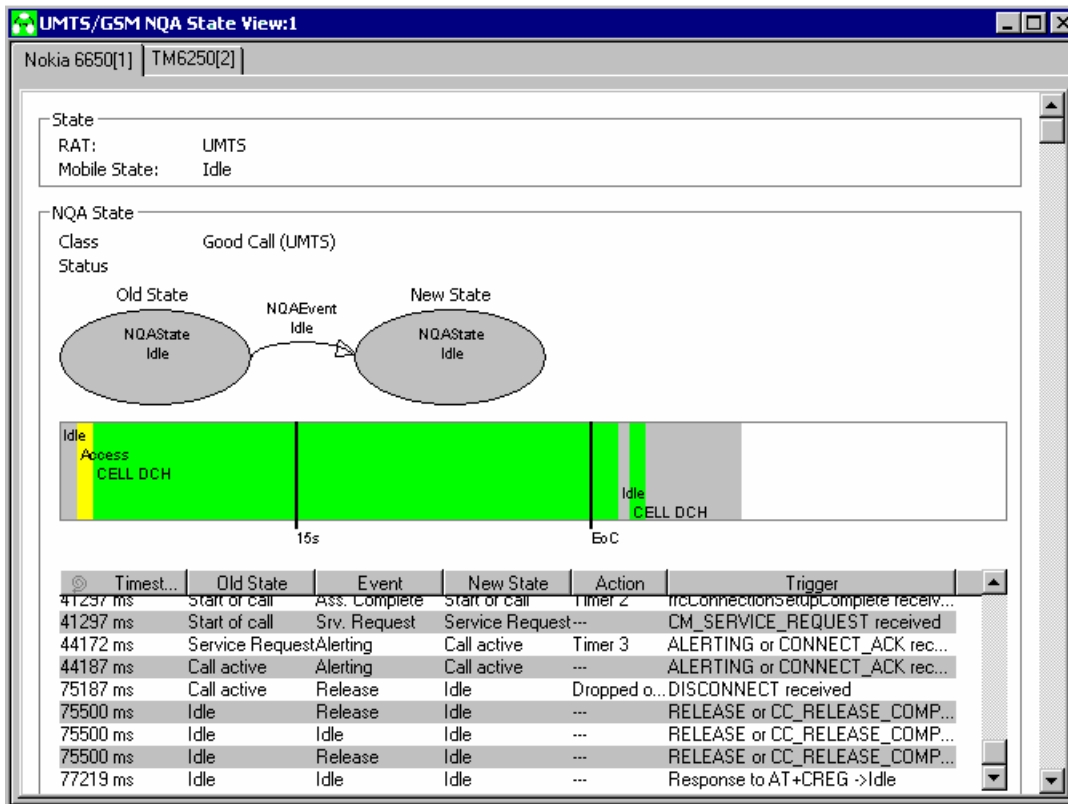 UMTS/GSM NQA State View:1
Nokia 6650[1] TM6250[2]
State
RAT: UMTS
Mobile State: Idle
NQA State
Class Good Call (UMTS)
Status
Old State New State
NQAEvent
Idle
NQAState NQAState
Idle Idle
Idle
Access
CELL DCH
Idle
CELL DCH
15s EoC
Timest... Old State Event New State Action Trigger
41297 ms Start of call Ass. Complete Start of call Timer 2 rrcConnectionSetupComplete receiv...
41297 ms Start of call Srv. Request Service Request --- CM_SERVICE_REQUEST received
44172 ms Service Request Alerting Call active Timer 3 ALERTING or CONNECT_ACK rec...
44187 ms Call active Alerting Call active --- ALERTING or CONNECT_ACK rec...
75187 ms Call active Release Idle Dropped o... DISCONNECT received
75500 ms Idle Release Idle --- RELEASE or CC_RELEASE_COMP...
75500 ms Idle Idle Idle --- RELEASE or CC_RELEASE_COMP...
75500 ms Idle Release Idle --- RELEASE or CC_RELEASE_COMP...
77219 ms Idle Idle Idle --- Response to AT+CREG ->Idle